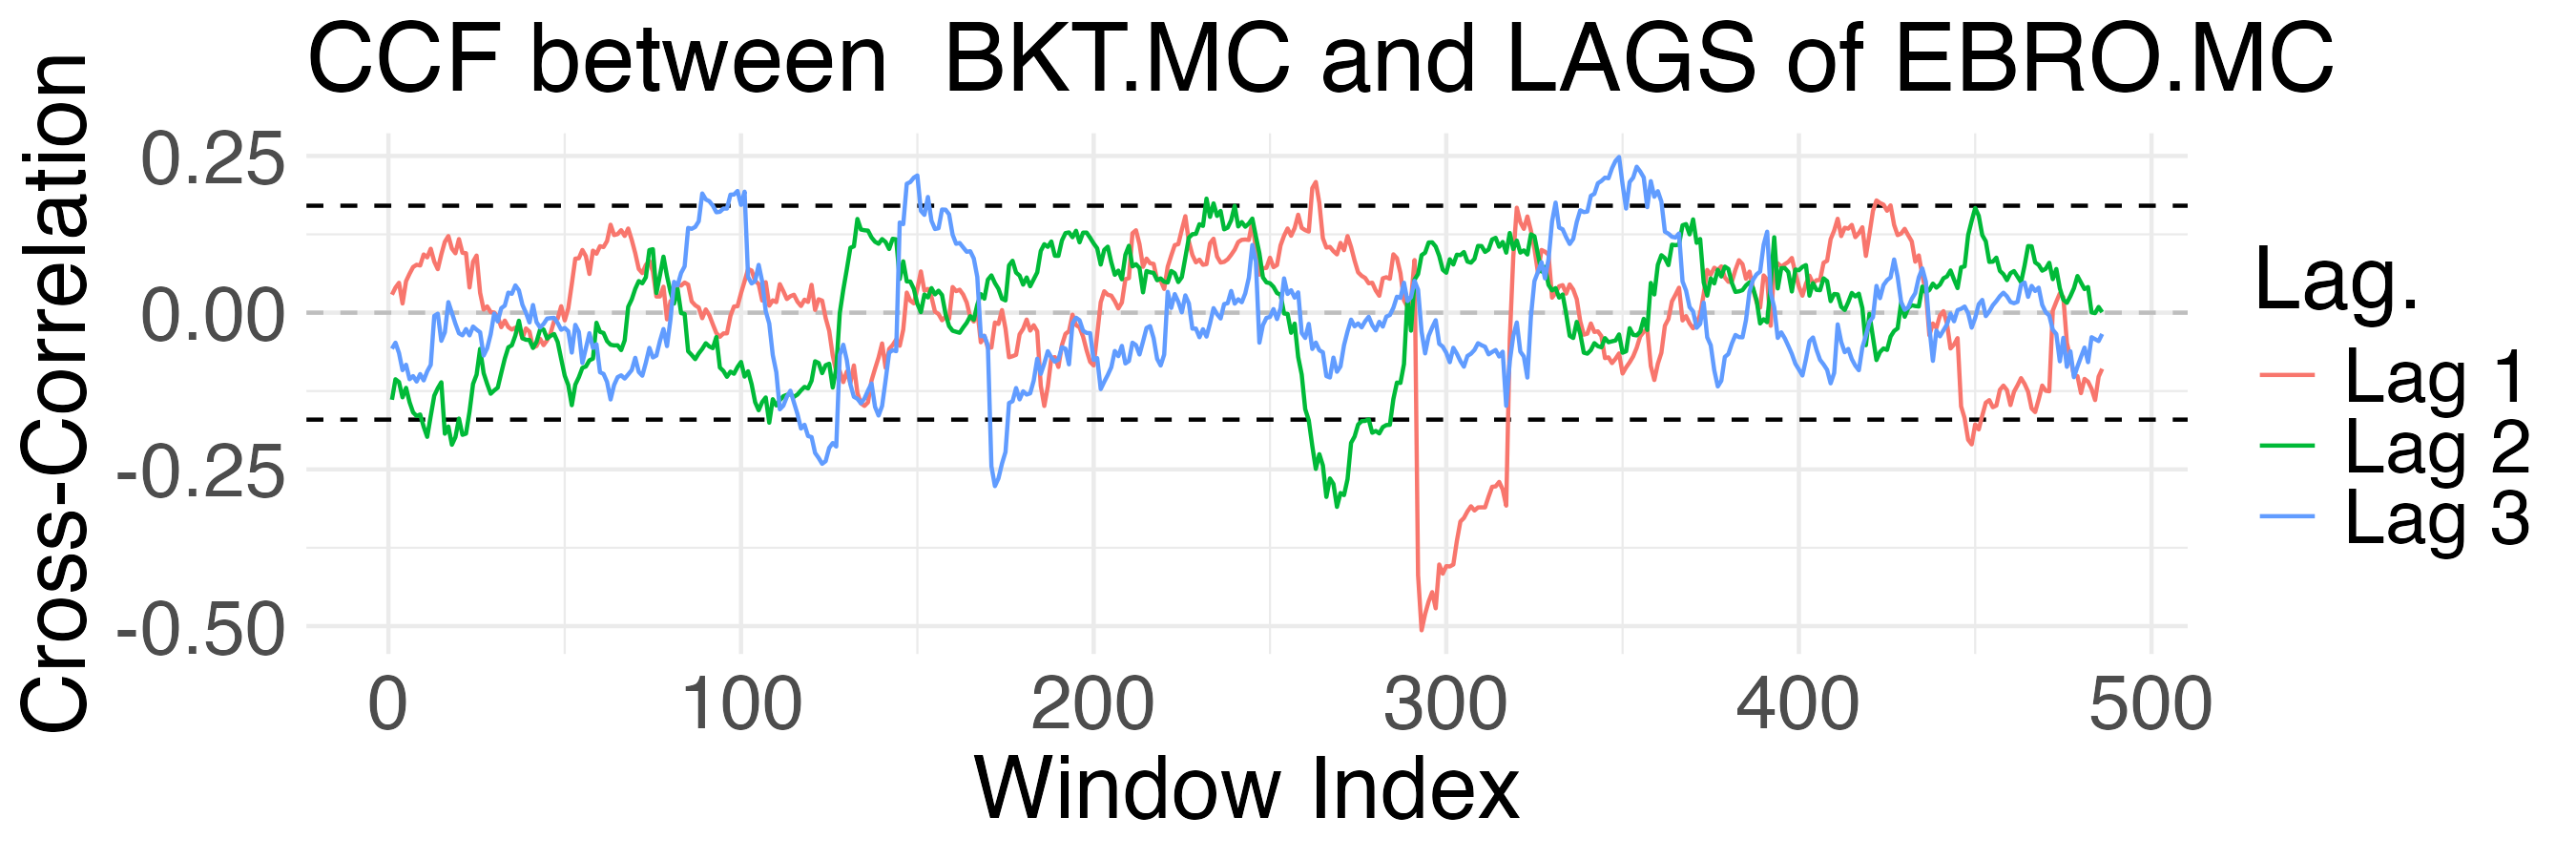 CCF between  BKT.MC and LAGS of EBRO.MC
Cross-Correlation
0.25
0.00
-0.25
-0.50
0 100 200 300 400 500
Window Index
Lag.
Lag 1
Lag 2
Lag 3